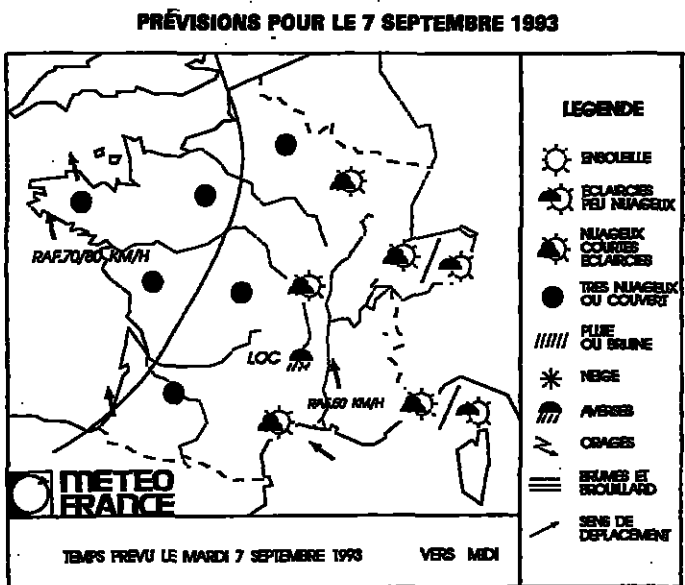 PRÉVISIONS POUR LE 7 SEPTEMBRE 1993
RAF.70/80 KM/H
LOC
RAF.60 KM/H
METEO
FRANCE
TEMPS PREVU LE MARDI 7 SEPTEMBRE 1993 VERS MIDI
LEGENDE
ENSOLEILLE
ECLAIRCIES
PEU NUAGEUX
NUAGEUX
COURTES
ECLAIRCIES
TRES NUAGEUX
OU COUVERT
PLUIE
OU BRUINE
NEIGE
AVERSES
ORAGES
BRUMES ET
BROUILLARD
SENS DE
DEPLACEMENT